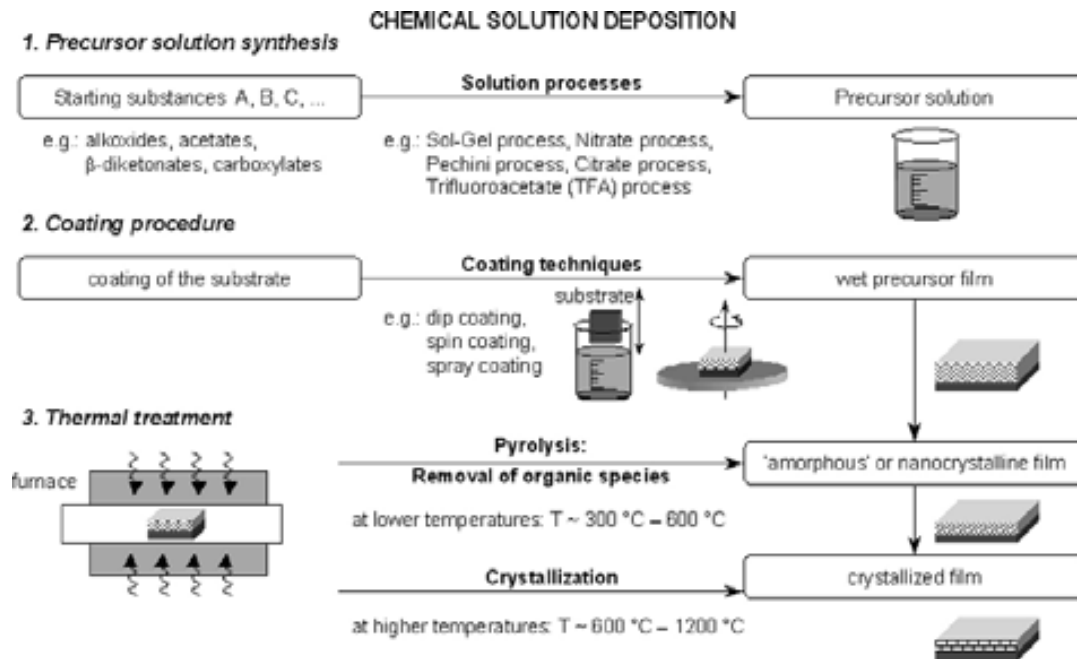 CHEMICAL SOLUTION DEPOSITION
1. Precursor solution synthesis
Starting substances A, B, C, ...
Solution processes
Precursor solution
e.g.: alkoxides, acetates,
β-diketonates, carboxylates
e.g.: Sol-Gel process, Nitrate process,
Pechini process, Citrate process,
Trifluoroacetate (TFA) process
2. Coating procedure
coating of the substrate
Coating techniques
wet precursor film
substrate
e.g.: dip coating,
spin coating,
spray coating
3. Thermal treatment
furnace
Pyrolysis:
Removal of organic species
'amorphous' or nanocrystalline film
at lower temperatures: T ~ 300 °C – 600 °C
Crystallization
crystallized film
at higher temperatures: T ~ 600 °C – 1200 °C